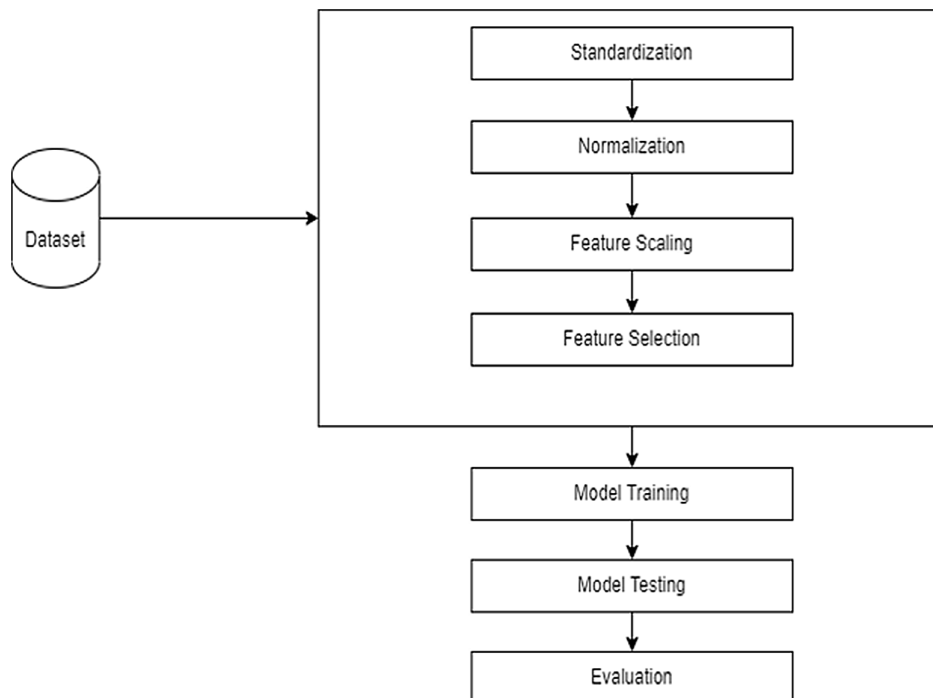 Dataset
Standardization
Normalization
Feature Scaling
Feature Selection
Model Training
Model Testing
Evaluation